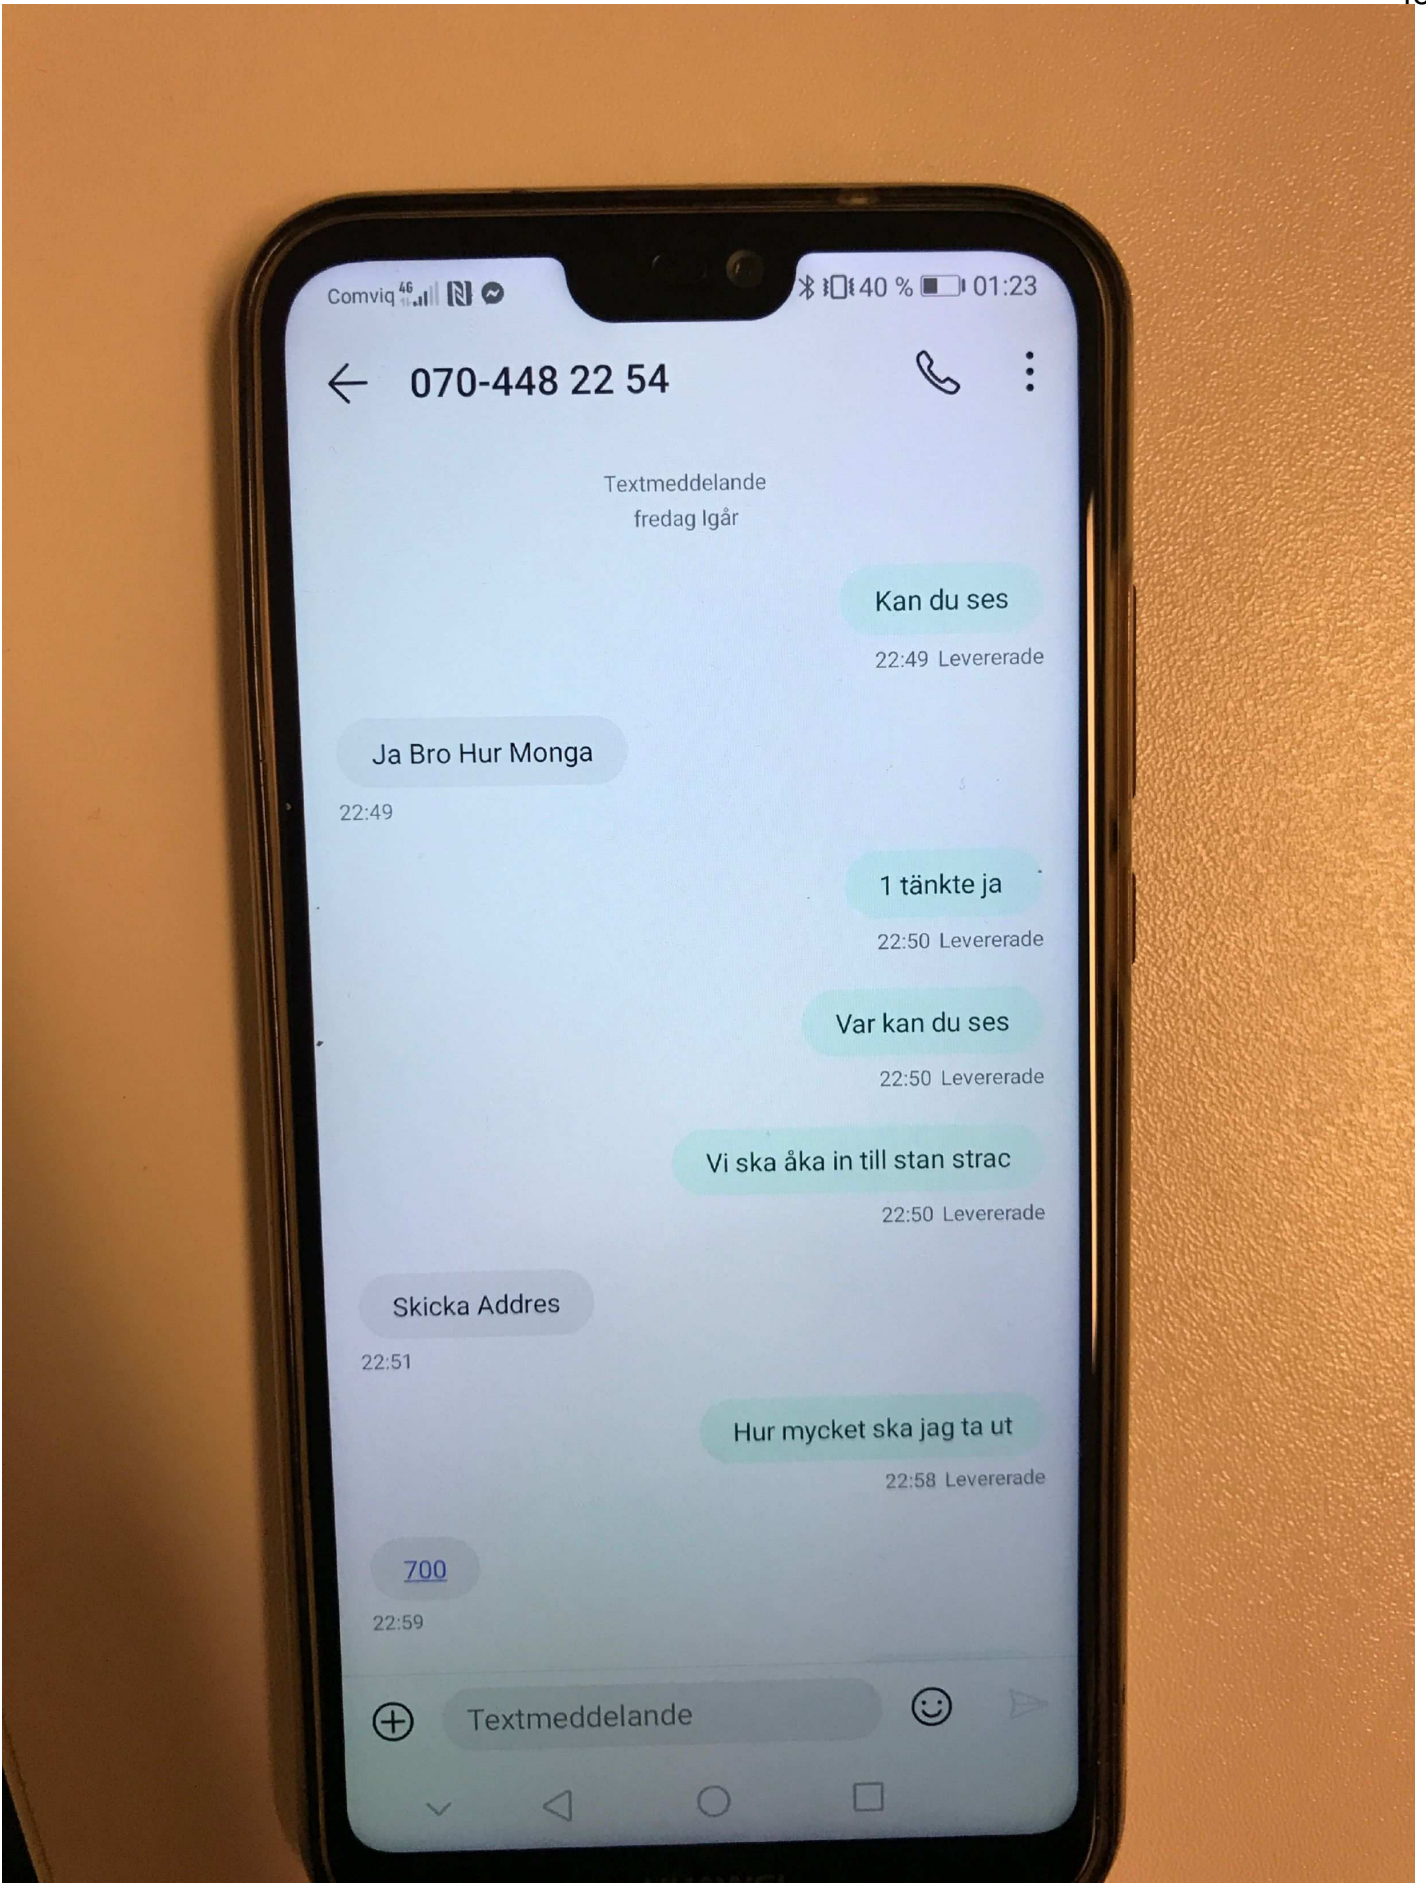 Comviq 4G 40 % 01:23
070-448 22 54
Textmeddelande
fredag Igår
Kan du ses
22:49 Levererade
Ja Bro Hur Monga
22:49
1 tänkte ja
22:50 Levererade
Var kan du ses
22:50 Levererade
Vi ska åka in till stan strac
22:50 Levererade
Skicka Addres
22:51
Hur mycket ska jag ta ut
22:58 Levererade
700
22:59
Textmeddelande